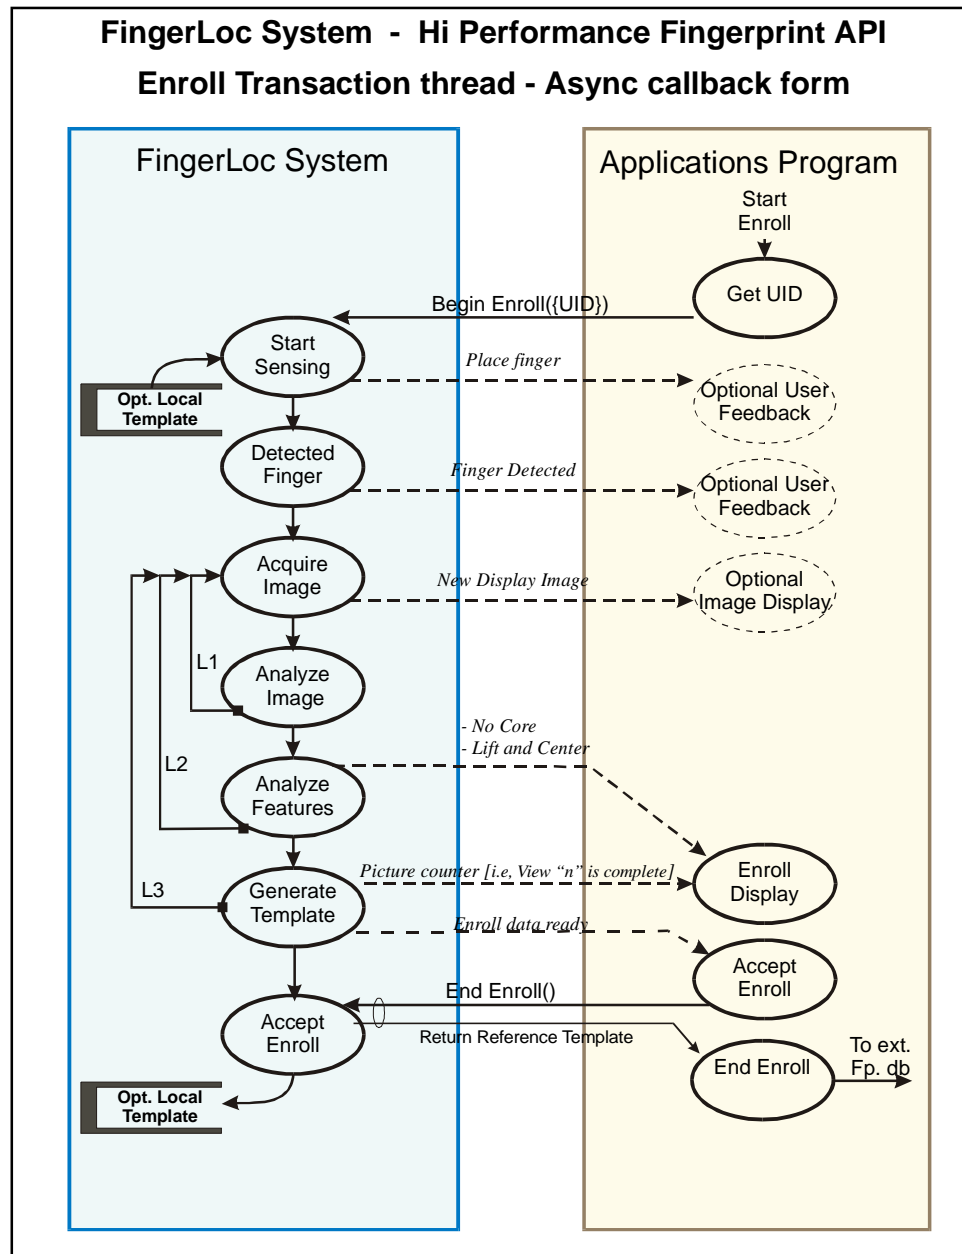 FingerLoc System - Hi Performance Fingerprint API
Enroll Transaction thread - Async callback form
FingerLoc System
Applications Program
Start
Enroll
Get UID
Begin Enroll({UID})
Start
Sensing
Place finger
Opt. Local
Template
Optional User
Feedback
Detected
Finger
Finger Detected
Optional User
Feedback
Acquire
Image
New Display Image
Optional
Image Display
L1
Analyze
Image
- No Core
- Lift and Center
L2
Analyze
Features
Picture counter [i.e, View “n” is complete]
Enroll
Display
L3
Generate
Template
Enroll data ready
Accept
Enroll
End Enroll()
Accept
Enroll
Return Reference Template
End Enroll
To ext.
Fp. db
Opt. Local
Template